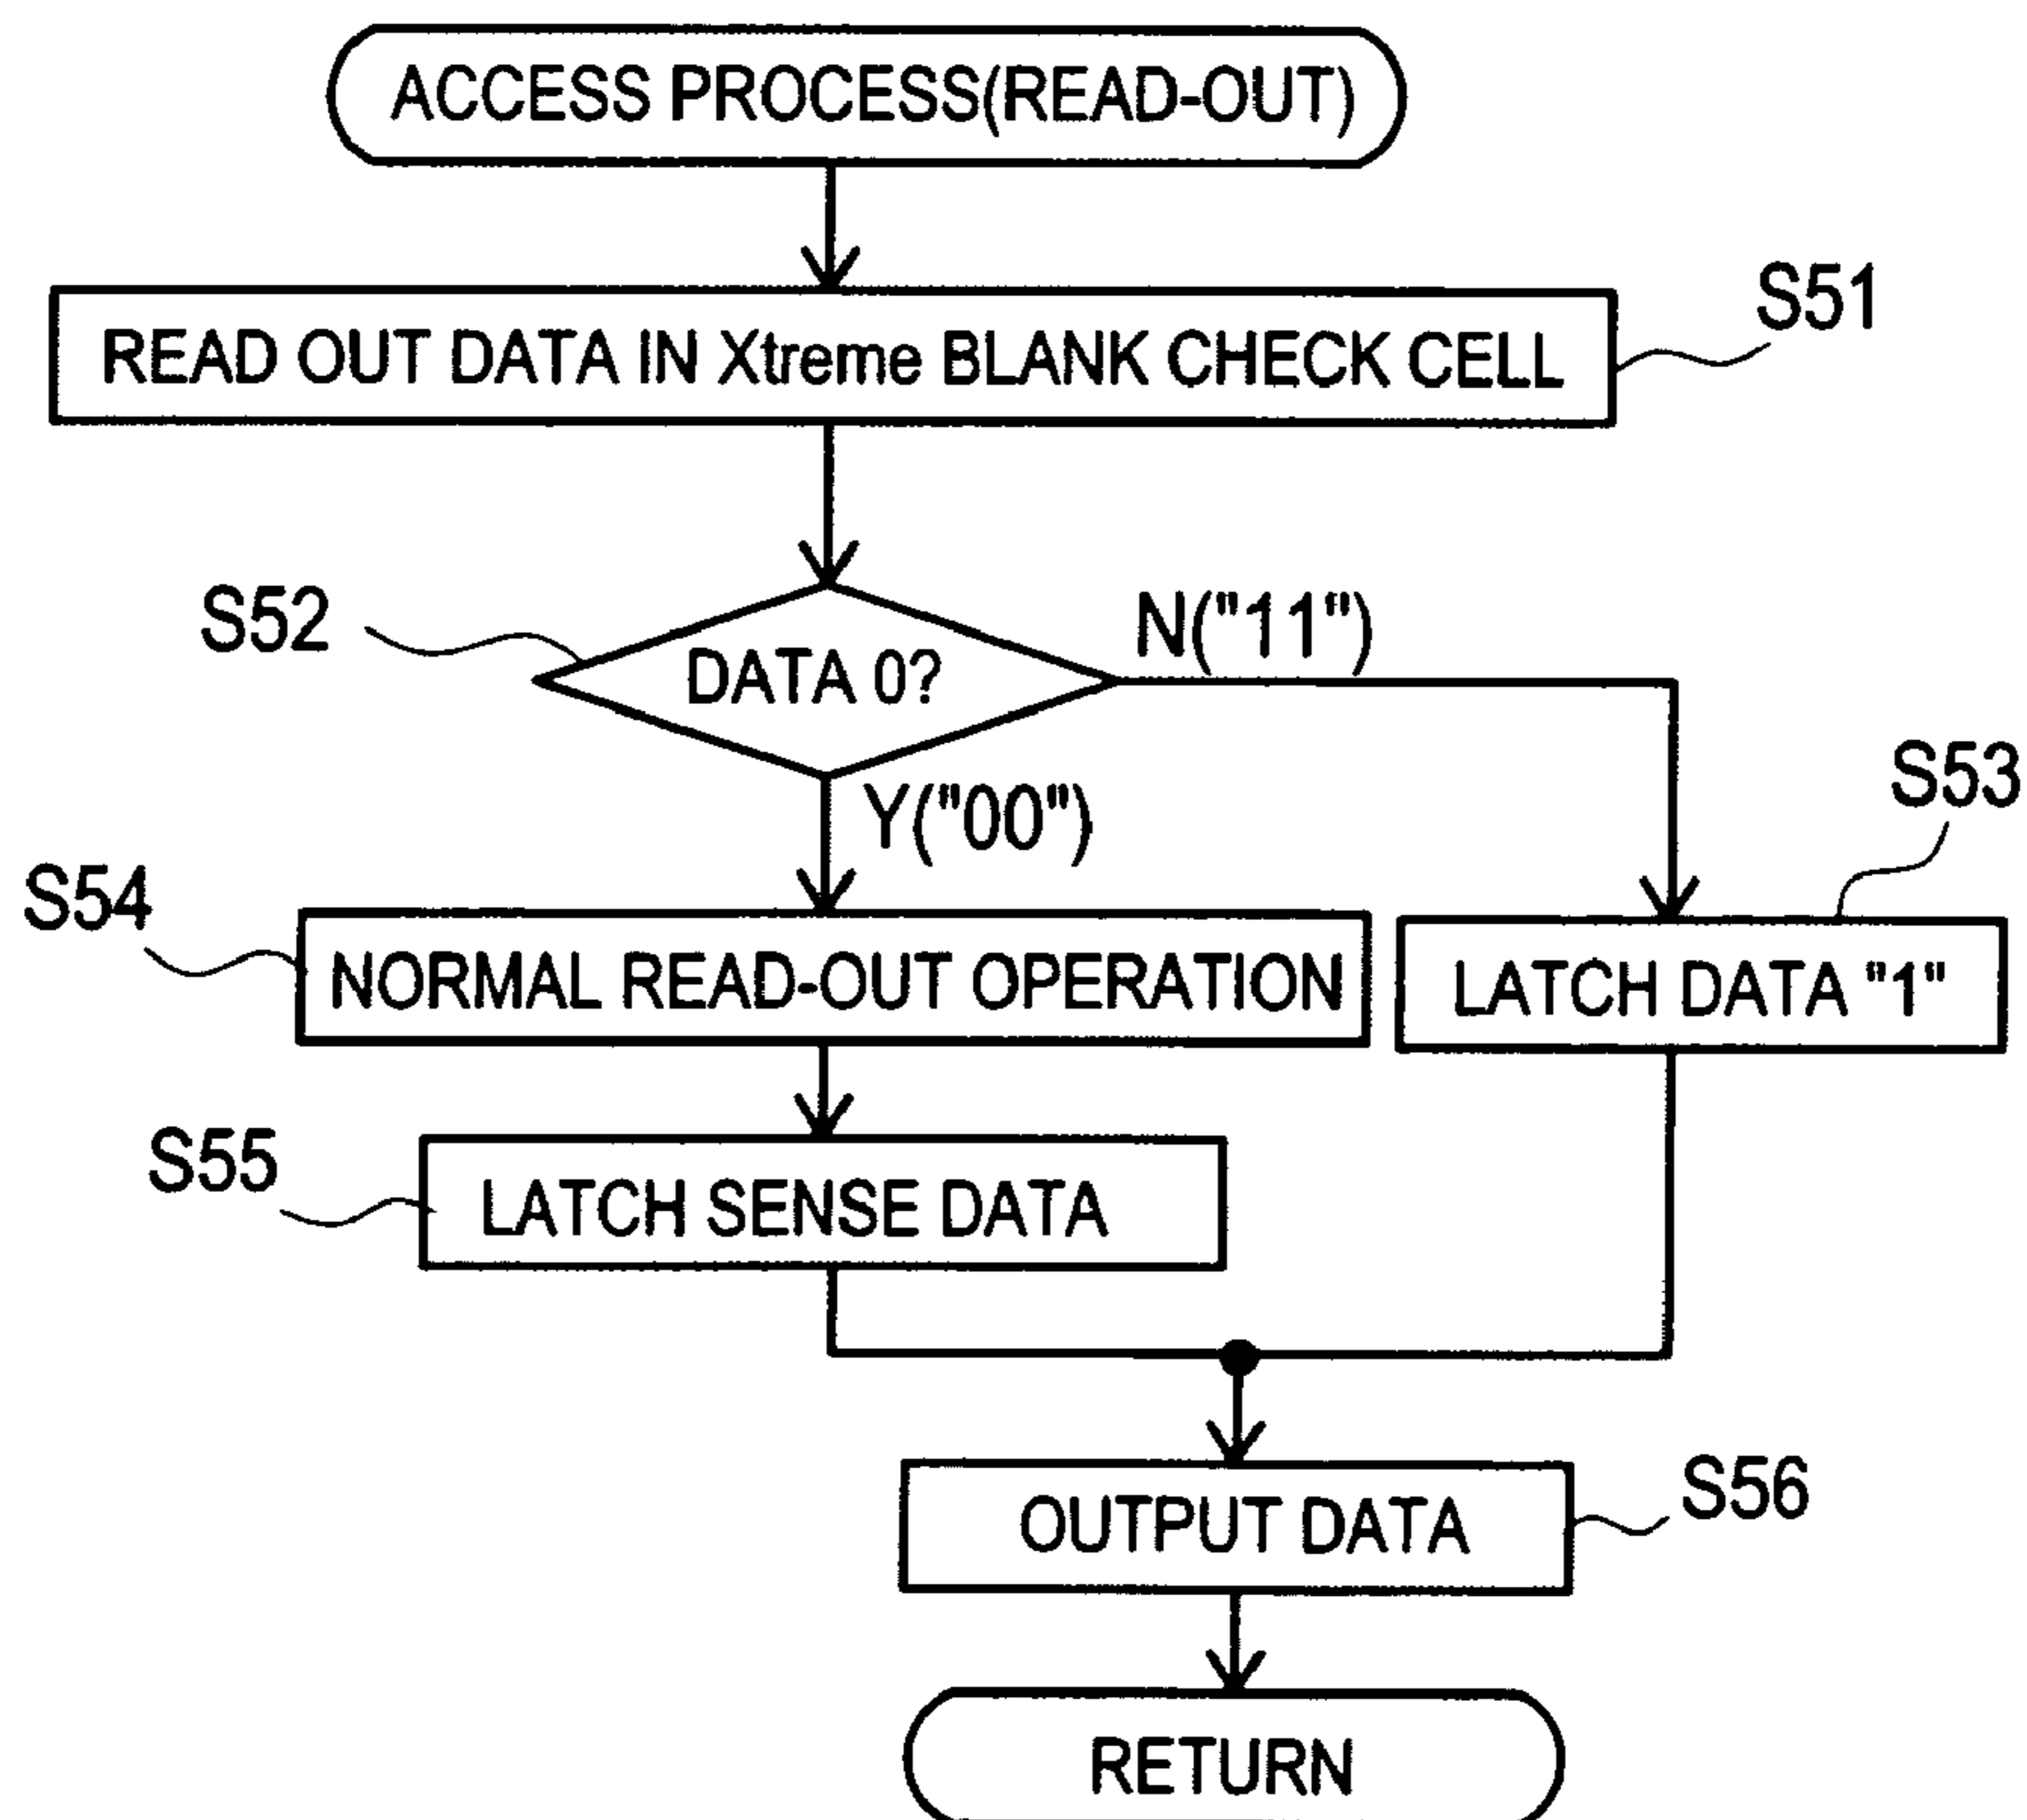 ACCESS PROCESS(READ-OUT)
S51
READ OUT DATA IN Xtreme BLANK CHECK CELL
S52
N("11")
DATA 0?
S53
Y("00")
S54
NORMAL READ-OUT OPERATION
LATCH DATA "1"
S55
LATCH SENSE DATA
S56
OUTPUT DATA
RETURN